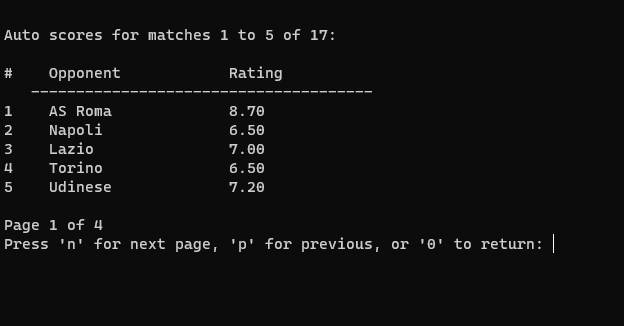 Auto scores for matches 1 to 5 of 17:
# Opponent Rating
--------------------------------------
1 AS Roma 8.70
2 Napoli 6.50
3 Lazio 7.00
4 Torino 6.50
5 Udinese 7.20
Page 1 of 4
Press 'n' for next page, 'p' for previous, or '0' to return: